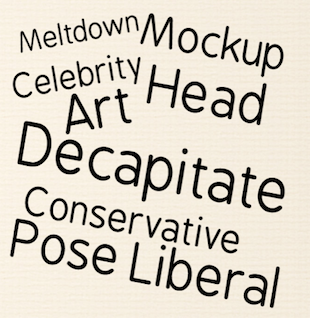 Meltdown Mockup
Celebrity Head
Art
Decapitate
Conservative
Pose Liberal